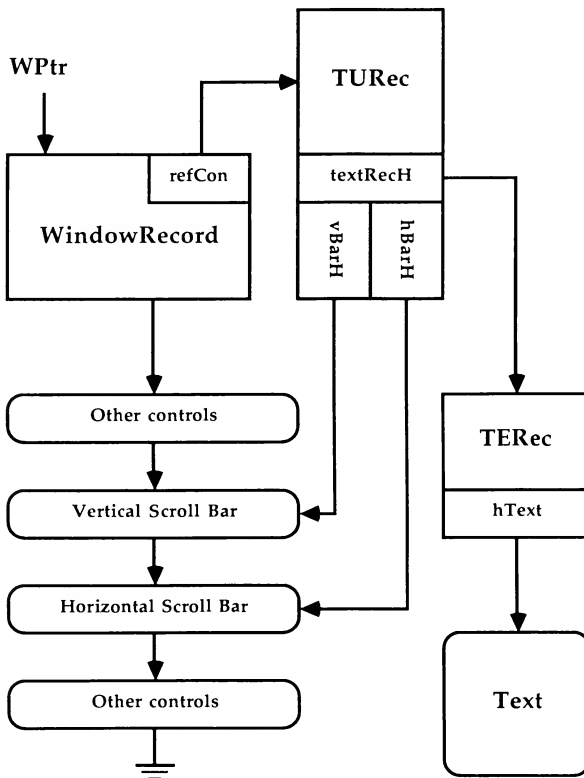 WPtr
TURec
refCon
textRecH
WindowRecord
vBarH
hBarH
Other controls
TERec
Vertical Scroll Bar
hText
Horizontal Scroll Bar
Other controls
Text